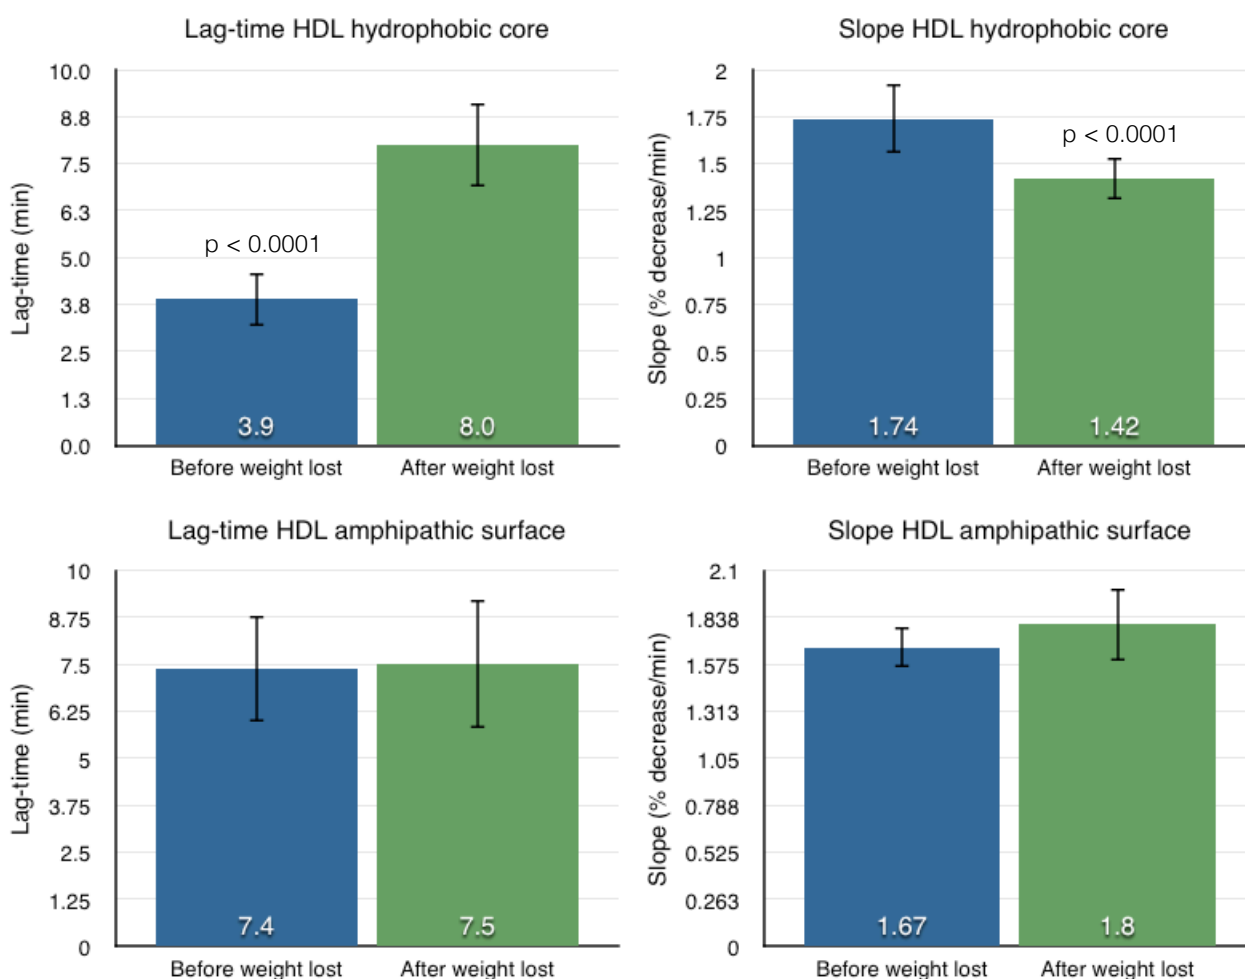 Lag-time HDL hydrophobic core
10.0
8.8
7.5
6.3
5.0
3.8
2.5
1.3
0.0
Lag-time (min)
p < 0.0001
3.9
8.0
Before weight lost
After weight lost
Slope HDL hydrophobic core
2
1.75
1.5
1.25
1
0.75
0.5
0.25
0
Slope (% decrease/min)
p < 0.0001
1.74
1.42
Before weight lost
After weight lost
Lag-time HDL amphipathic surface
10
8.75
7.5
6.25
5
3.75
2.5
1.25
0
Lag-time (min)
7.4
7.5
Before weight lost
After weight lost
Slope HDL amphipathic surface
2.1
1.838
1.575
1.313
1.05
0.788
0.525
0.263
0
Slope (% decrease/min)
1.67
1.8
Before weight lost
After weight lost